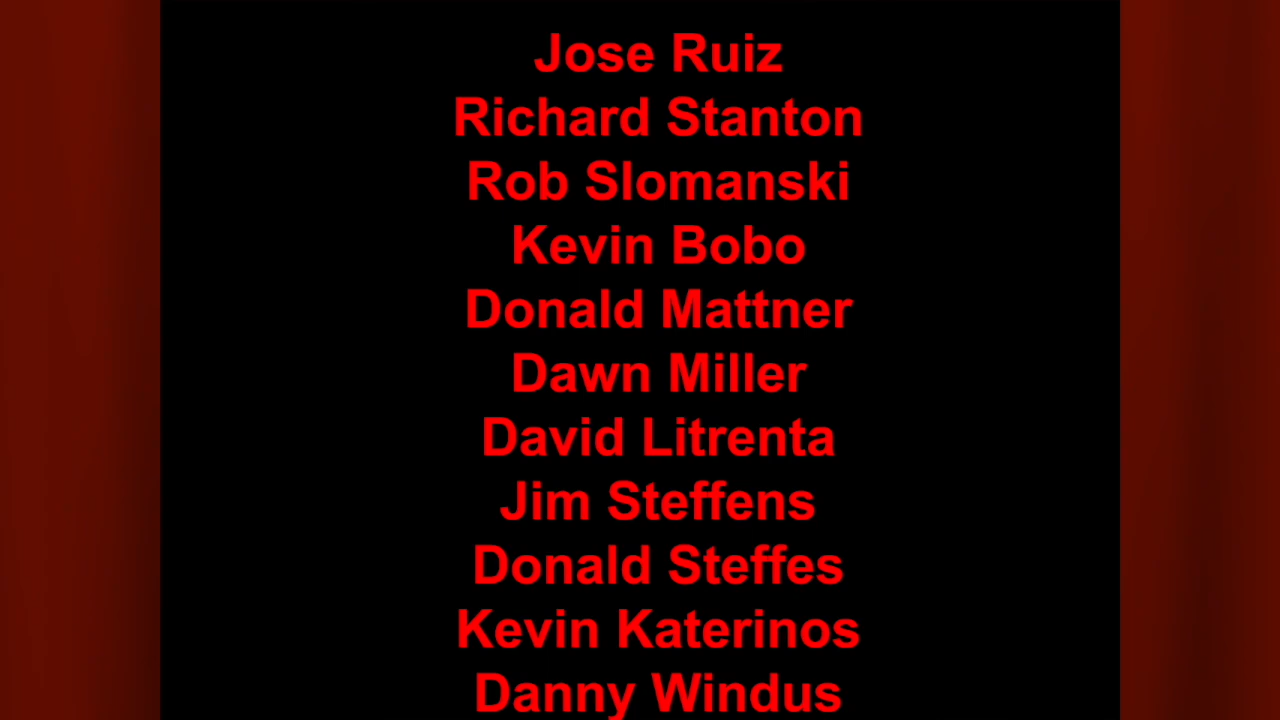 Jose Ruiz
Richard Stanton
Rob Slomanski
Kevin Bobo
Donald Mattner
Dawn Miller
David Litrenta
Jim Steffens
Donald Steffes
Kevin Katerinos
Danny Windus